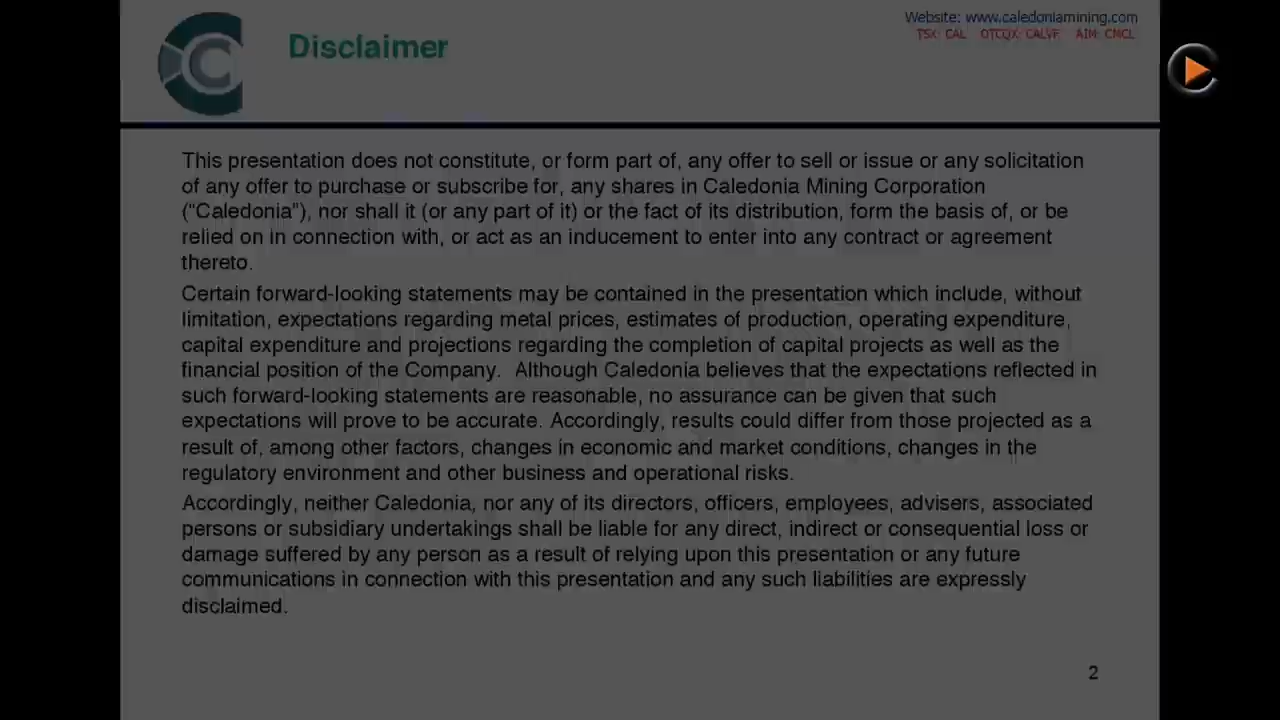 Website: www.caledoniamining.com
TSX: CAL OTCQX: CALVF AIM: CMCL
Disclaimer
This presentation does not constitute, or form part of, any offer to sell or issue or any solicitation
of any offer to purchase or subscribe for, any shares in Caledonia Mining Corporation
(“Caledonia”), nor shall it (or any part of it) or the fact of its distribution, form the basis of, or be
relied on in connection with, or act as an inducement to enter into any contract or agreement
thereto.
Certain forward-looking statements may be contained in the presentation which include, without
limitation, expectations regarding metal prices, estimates of production, operating expenditure,
capital expenditure and projections regarding the completion of capital projects as well as the
financial position of the Company. Although Caledonia believes that the expectations reflected in
such forward-looking statements are reasonable, no assurance can be given that such
expectations will prove to be accurate. Accordingly, results could differ from those projected as a
result of, among other factors, changes in economic and market conditions, changes in the
regulatory environment and other business and operational risks.
Accordingly, neither Caledonia, nor any of its directors, officers, employees, advisers, associated
persons or subsidiary undertakings shall be liable for any direct, indirect or consequential loss or
damage suffered by any person as a result of relying upon this presentation or any future
communications in connection with this presentation and any such liabilities are expressly
disclaimed.
2